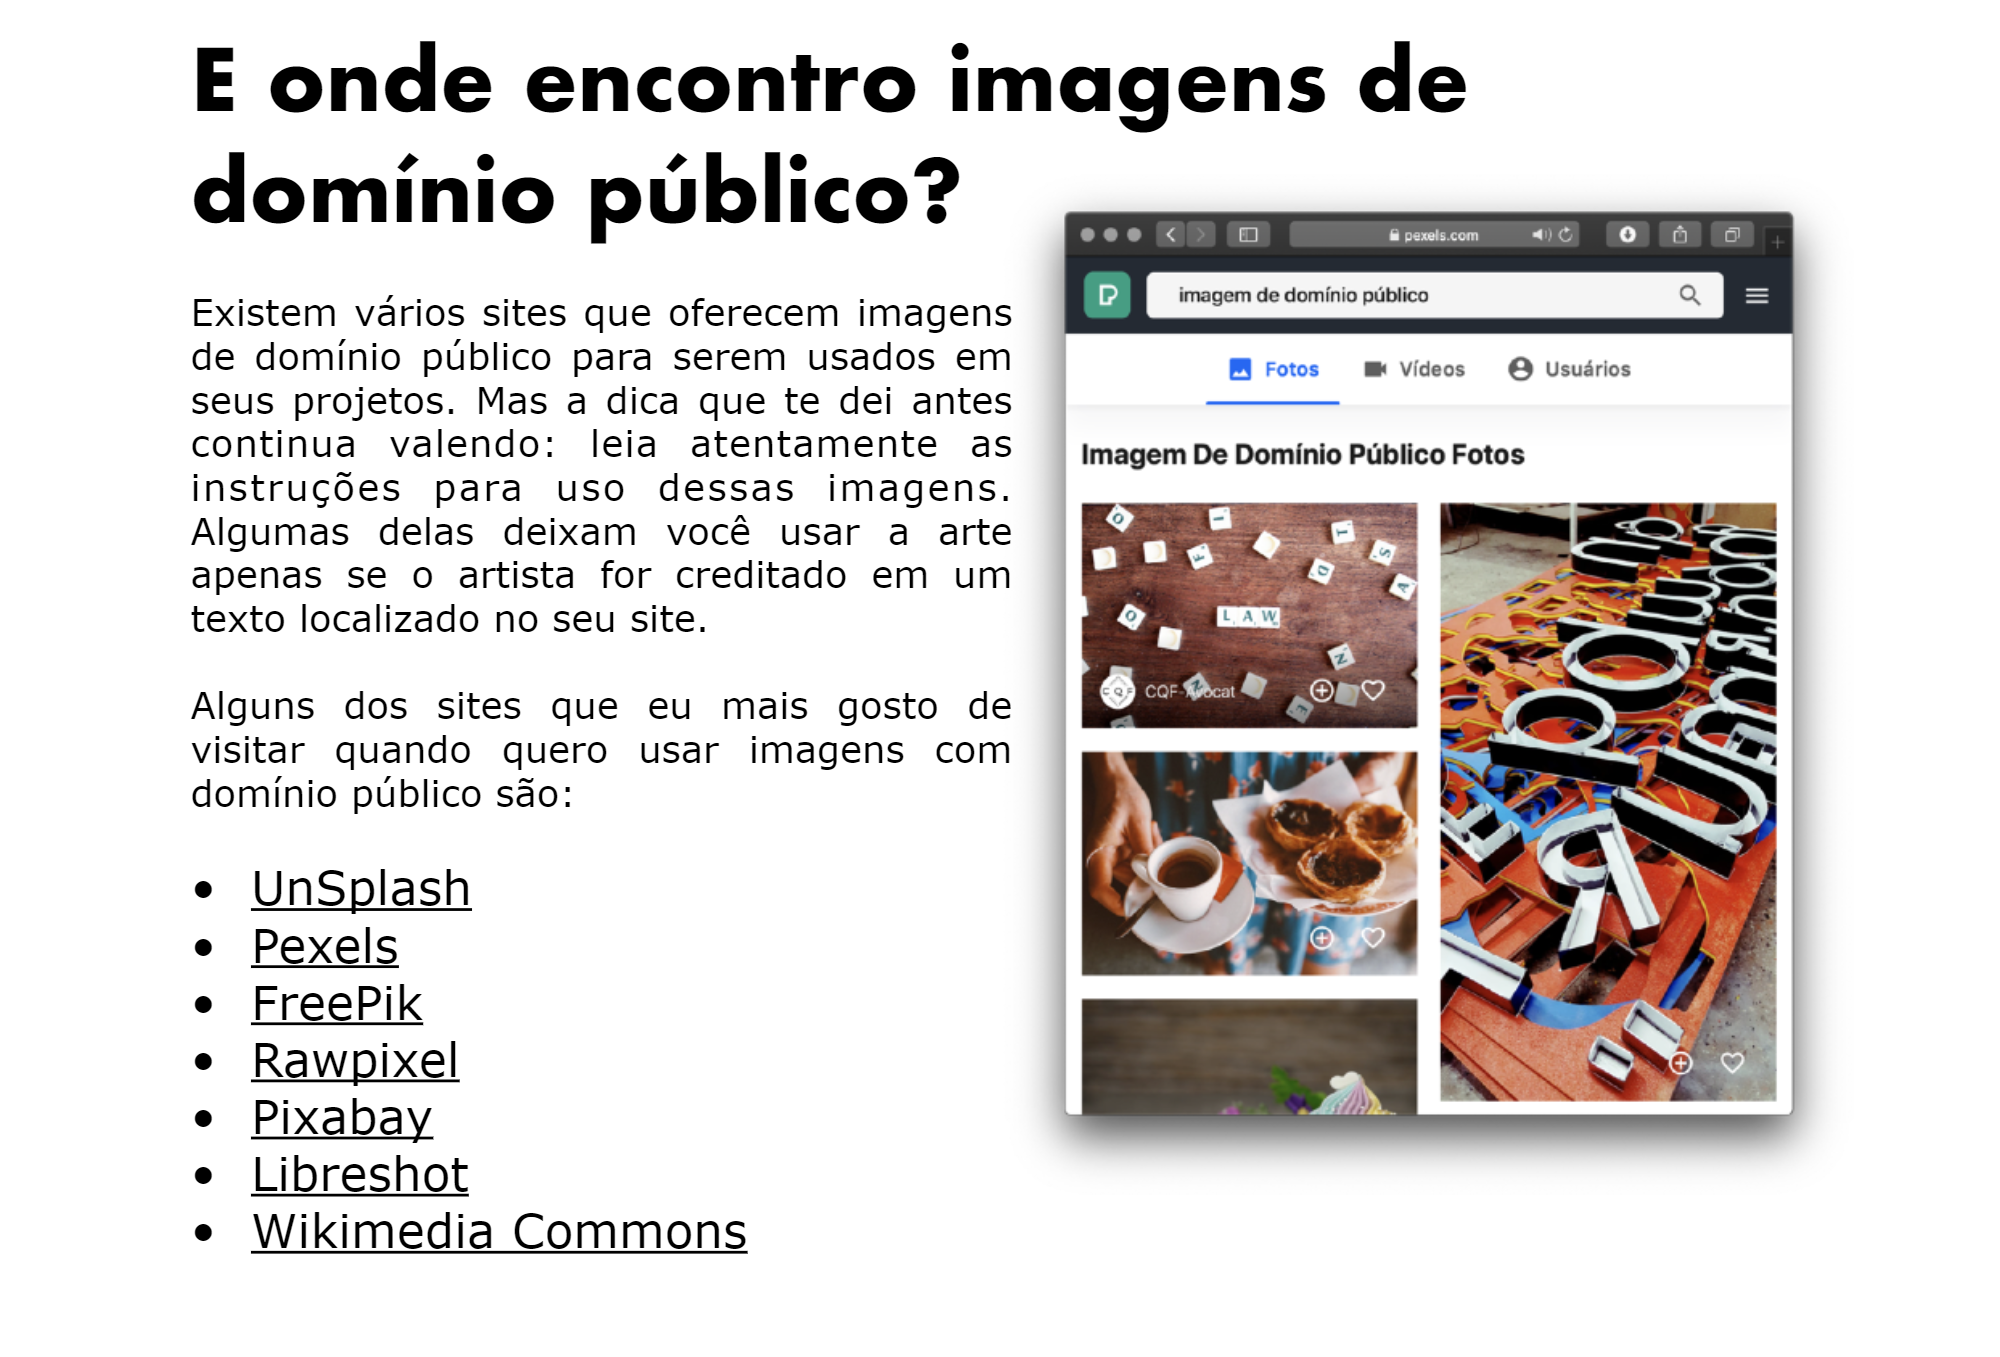 E onde encontro imagens de
domínio público?
Existem vários sites que oferecem imagens
de domínio público para serem usados em
seus projetos. Mas a dica que te dei antes
continua valendo: leia atentamente as
instruções para uso dessas imagens.
Algumas delas deixam você usar a arte
apenas se o artista for creditado em um
texto localizado no seu site.
Alguns dos sites que eu mais gosto de
visitar quando quero usar imagens com
domínio público são:
• UnSplash
• Pexels
• FreePik
• Rawpixel
• Pixabay
• Libreshot
• Wikimedia Commons
pexels.com
imagem de domínio público
Fotos Vídeos Usuários
Imagem De Domínio Público Fotos
LAW
CQF CQF-Avocat